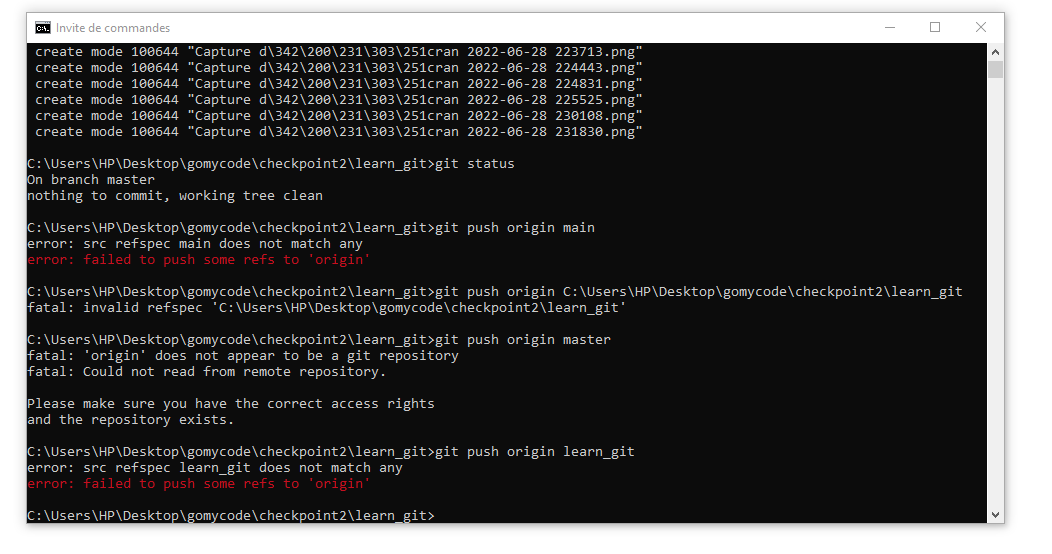 Invite de commandes
create mode 100644 "Capture d\342\200\231\303\251cran 2022-06-28 223713.png"
create mode 100644 "Capture d\342\200\231\303\251cran 2022-06-28 224443.png"
create mode 100644 "Capture d\342\200\231\303\251cran 2022-06-28 224831.png"
create mode 100644 "Capture d\342\200\231\303\251cran 2022-06-28 225525.png"
create mode 100644 "Capture d\342\200\231\303\251cran 2022-06-28 230108.png"
create mode 100644 "Capture d\342\200\231\303\251cran 2022-06-28 231830.png"
C:\Users\HP\Desktop\gomycode\checkpoint2\learn_git>git status
On branch master
nothing to commit, working tree clean
C:\Users\HP\Desktop\gomycode\checkpoint2\learn_git>git push origin main
error: src refspec main does not match any
error: failed to push some refs to 'origin'
C:\Users\HP\Desktop\gomycode\checkpoint2\learn_git>git push origin C:\Users\HP\Desktop\gomycode\checkpoint2\learn_git
fatal: invalid refspec 'C:\Users\HP\Desktop\gomycode\checkpoint2\learn_git'
C:\Users\HP\Desktop\gomycode\checkpoint2\learn_git>git push origin master
fatal: 'origin' does not appear to be a git repository
fatal: Could not read from remote repository.
Please make sure you have the correct access rights
and the repository exists.
C:\Users\HP\Desktop\gomycode\checkpoint2\learn_git>git push origin learn_git
error: src refspec learn_git does not match any
error: failed to push some refs to 'origin'
C:\Users\HP\Desktop\gomycode\checkpoint2\learn_git>